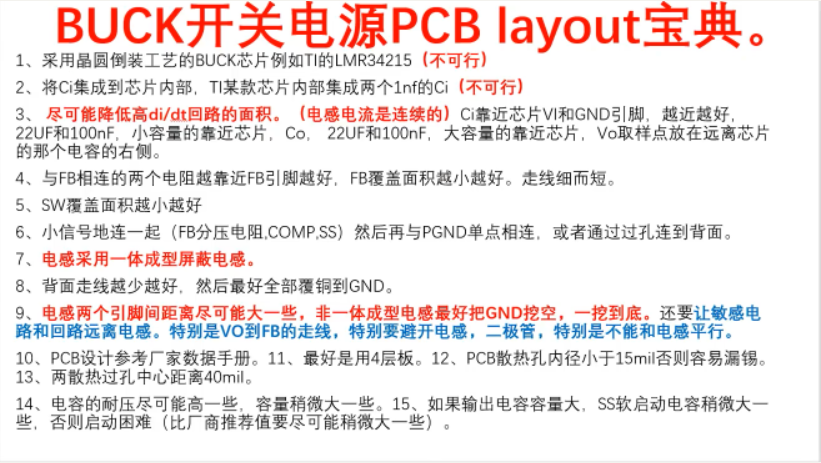 BUCK开关电源PCB layout宝典。
1、采用晶圆倒装工艺的BUCK芯片例如TI的LMR34215（不可行）
2、将Ci集成到芯片内部，TI某款芯片内部集成两个1nf的Ci（不可行）
3、 尽可能降低高di/dt回路的面积。（电感电流是连续的）Ci靠近芯片VI和GND引脚，越近越好，
22UF和100nF，小容量的靠近芯片，Co， 22UF和100nF，大容量的靠近芯片，Vo取样点放在远离芯片
的那个电容的右侧。
4、与FB相连的两个电阻越靠近FB引脚越好，FB覆盖面积越小越好。走线细而短。
5、SW覆盖面积越小越好
6、小信号地连一起（FB分压电阻,COMP,SS）然后再与PGND单点相连，或者通过过孔连到背面。
7、电感采用一体成型屏蔽电感。
8、背面走线越少越好，然后最好全部覆铜到GND。
9、电感两个引脚间距离尽可能大一些，非一体成型电感最好把GND挖空，一挖到底。还要让敏感电
路和回路远离电感。特别是VO到FB的走线，特别要避开电感，二极管，特别是不能和电感平行。
10、PCB设计参考厂家数据手册。11、最好是用4层板。12、PCB散热孔内径小于15mil否则容易漏锡。
13、两散热过孔中心距离40mil。
14、电容的耐压尽可能高一些，容量稍微大一些。15、如果输出电容容量大，SS软启动电容稍微大一
些，否则启动困难（比厂商推荐值要尽可能稍微大一些）。